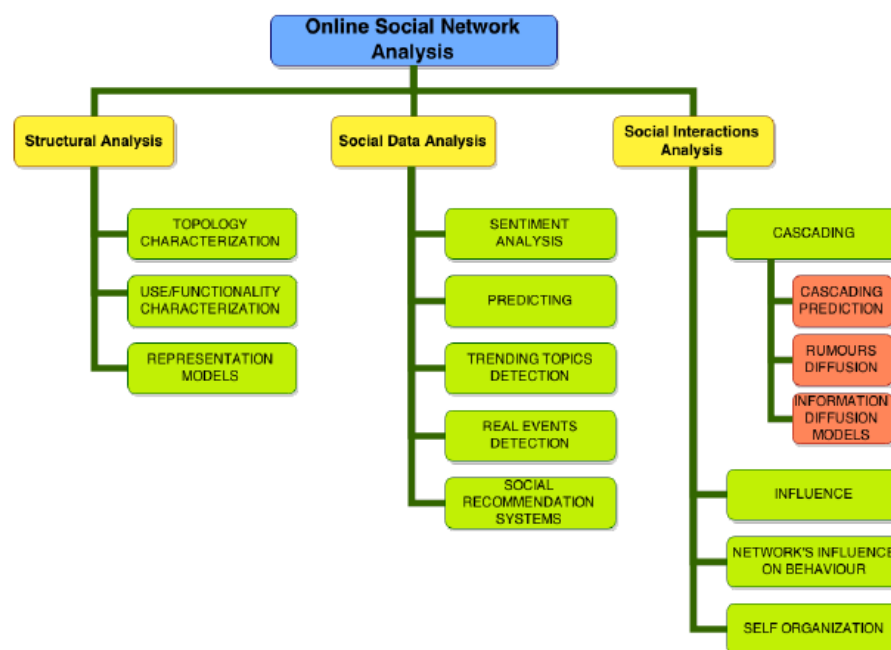 Online Social Network
Analysis
Structural Analysis
TOPOLOGY
CHARACTERIZATION
USE/FUNCTIONALITY
CHARACTERIZATION
REPRESENTATION
MODELS
Social Data Analysis
SENTIMENT
ANALYSIS
PREDICTING
TRENDING TOPICS
DETECTION
REAL EVENTS
DETECTION
SOCIAL
RECOMMENDATION
SYSTEMS
Social Interactions
Analysis
CASCADING
CASCADING
PREDICTION
RUMOURS
DIFFUSION
INFORMATION
DIFFUSION
MODELS
INFLUENCE
NETWORK'S INFLUENCE
ON BEHAVIOUR
SELF ORGANIZATION